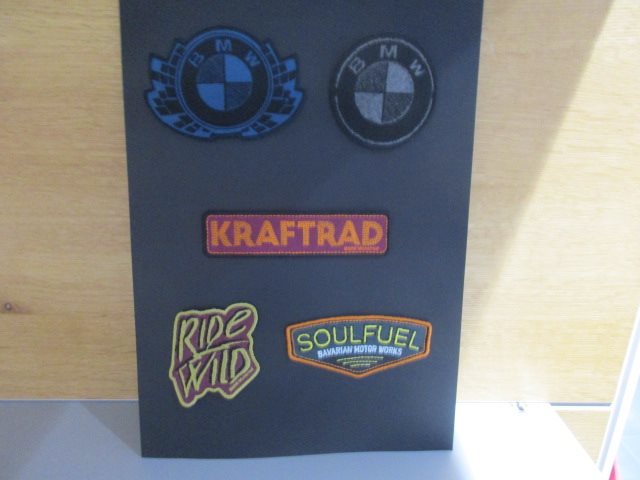 BMW
BMW
KRAFTRAD
RIDE
WILD
SOULFUEL
BAVARIAN MOTOR WORKS